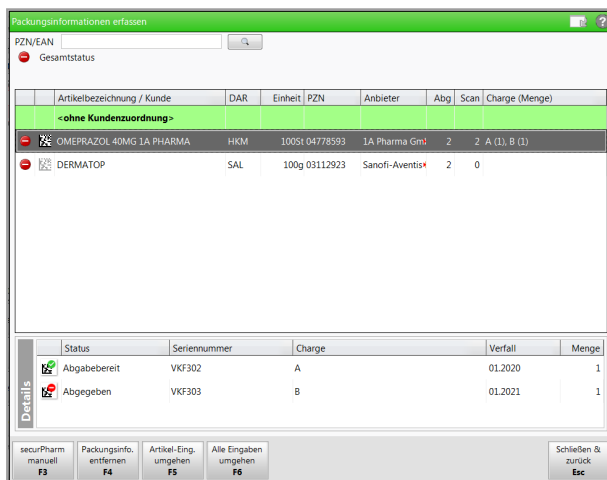 Packungsinformationen erfassen
PZN/EAN
Gesamtstatus
Artikelbezeichnung / Kunde DAR Einheit PZN Anbieter Abg Scan Charge (Menge)
<ohne Kundenzuordnung>
OMEPRAZOL 40MG 1A PHARMA HKM 100St 04778593 1A Pharma Gm 2 2 A (1), B (1)
DERMATOP SAL 100g 03112923 Sanofi-Aventis 2 0
Details
Status Seriennummer Charge Verfall Menge
Abgabebereit VKF302 A 01.2020 1
Abgegeben VKF303 B 01.2021 1
securPharm manuell F3
Packungsinfo. entfernen F4
Artikel-Eing. umgehen F5
Alle Eingaben umgehen F6
Schließen & zurück Esc